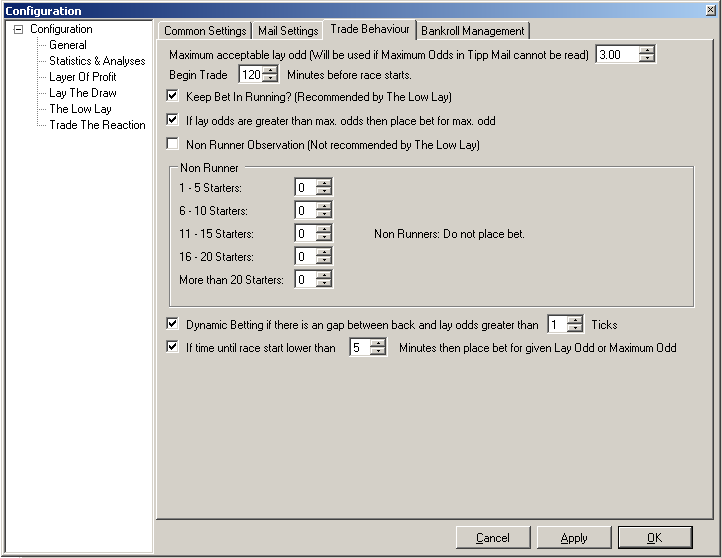 Configuration
Configuration
General
Statistics & Analyses
Layer Of Profit
Lay The Draw
The Low Lay
Trade The Reaction
Common Settings Mail Settings Trade Behaviour Bankroll Management
Maximum acceptable lay odd (Will be used if Maximum Odds in Tipp Mail cannot be read) 3.00
Begin Trade 120 Minutes before race starts.
Keep Bet In Running? (Recommended by The Low Lay)
If lay odds are greater than max. odds then place bet for max. odd
Non Runner Observation (Not recommended by The Low Lay)
Non Runner
1 - 5 Starters: 0
6 - 10 Starters: 0
11 - 15 Starters: 0 Non Runners: Do not place bet.
16 - 20 Starters: 0
More than 20 Starters: 0
Dynamic Betting if there is an gap between back and lay odds greater than 1 Ticks
If time until race start lower than 5 Minutes then place bet for given Lay Odd or Maximum Odd
Cancel Apply OK